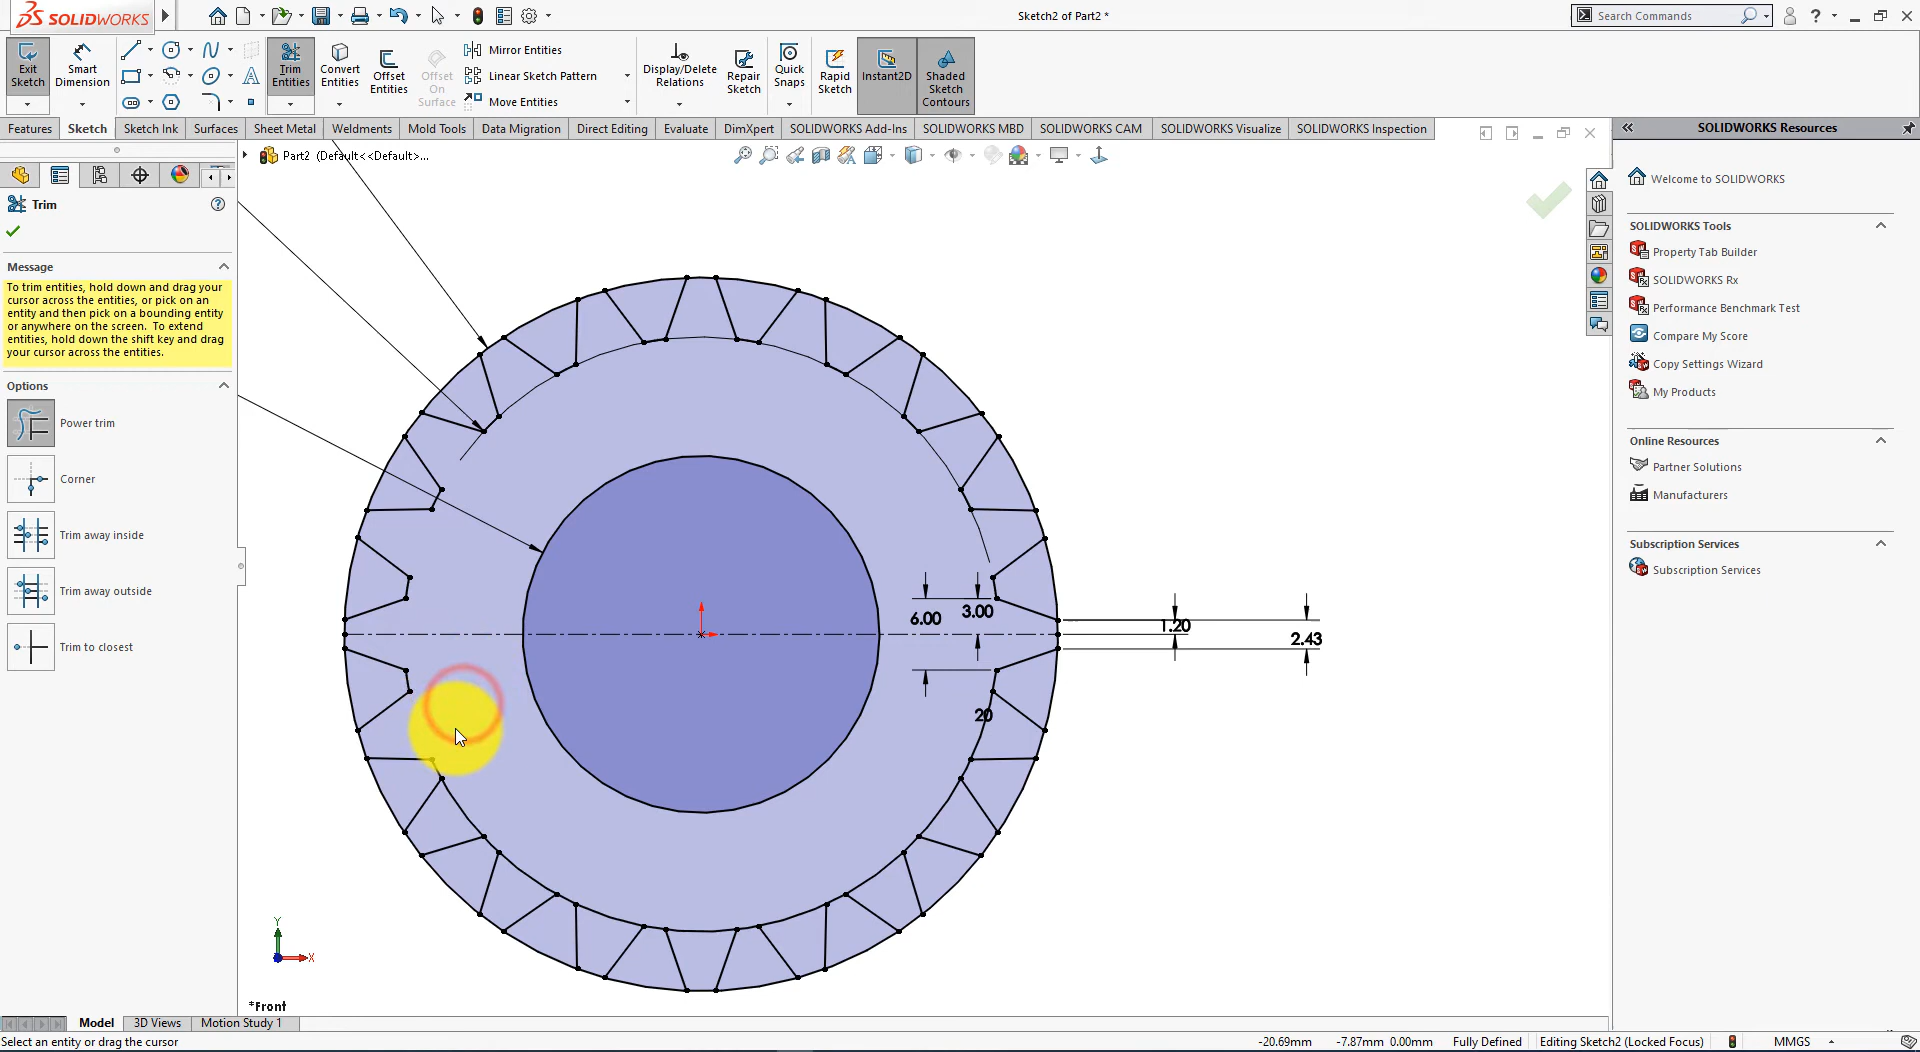 SOLIDWORKS
Sketch2 of Part2 *
Search Commands
Exit Sketch
Smart Dimension
Trim Entities
Convert Entities
Offset Entities
Offset On Surface
Mirror Entities
Linear Sketch Pattern
Move Entities
Display/Delete Relations
Repair Sketch
Quick Snaps
Rapid Sketch
Instant2D
Shaded Sketch Contours
Features
Sketch
Sketch Ink
Surfaces
Sheet Metal
Weldments
Mold Tools
Data Migration
Direct Editing
Evaluate
DimXpert
SOLIDWORKS Add-Ins
SOLIDWORKS MBD
SOLIDWORKS CAM
SOLIDWORKS Visualize
SOLIDWORKS Inspection
SOLIDWORKS Resources
Part2 (Default<<Default>...
Trim
Message
To trim entities, hold down and drag your
cursor across the entities, or pick on an
entity and then pick on a bounding entity
or anywhere on the screen. To extend
entities, hold down the shift key and drag
your cursor across the entities.
Options
Power trim
Corner
Trim away inside
Trim away outside
Trim to closest
6.00
3.00
1.20
2.43
20
Y
X
*Front
Welcome to SOLIDWORKS
SOLIDWORKS Tools
Property Tab Builder
SOLIDWORKS Rx
Performance Benchmark Test
Compare My Score
Copy Settings Wizard
My Products
Online Resources
Partner Solutions
Manufacturers
Subscription Services
Subscription Services
Model
3D Views
Motion Study 1
Select an entity or drag the cursor
-20.69mm
-7.87mm 0.00mm
Fully Defined
Editing Sketch2 (Locked Focus)
MMGS